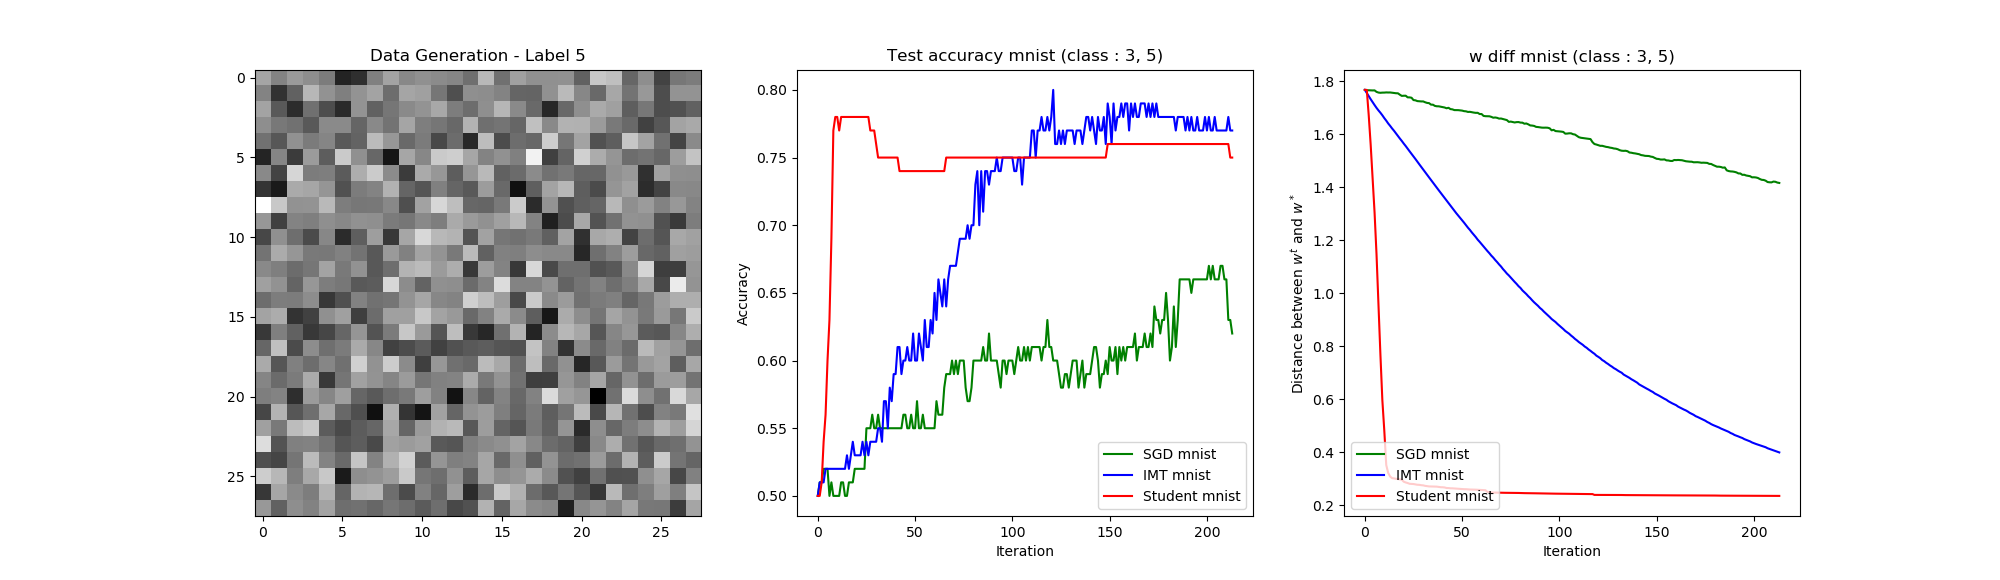 Data Generation - Label 5
0
5
10
15
20
25
0 5 10 15 20 25
Test accuracy mnist (class : 3, 5)
Accuracy
0.80
0.75
0.70
0.65
0.60
0.55
0.50
0 50 100 150 200
Iteration
SGD mnist
IMT mnist
Student mnist
w diff mnist (class : 3, 5)
Distance between w^t and w^*
1.8
1.6
1.4
1.2
1.0
0.8
0.6
0.4
0.2
0 50 100 150 200
Iteration
SGD mnist
IMT mnist
Student mnist